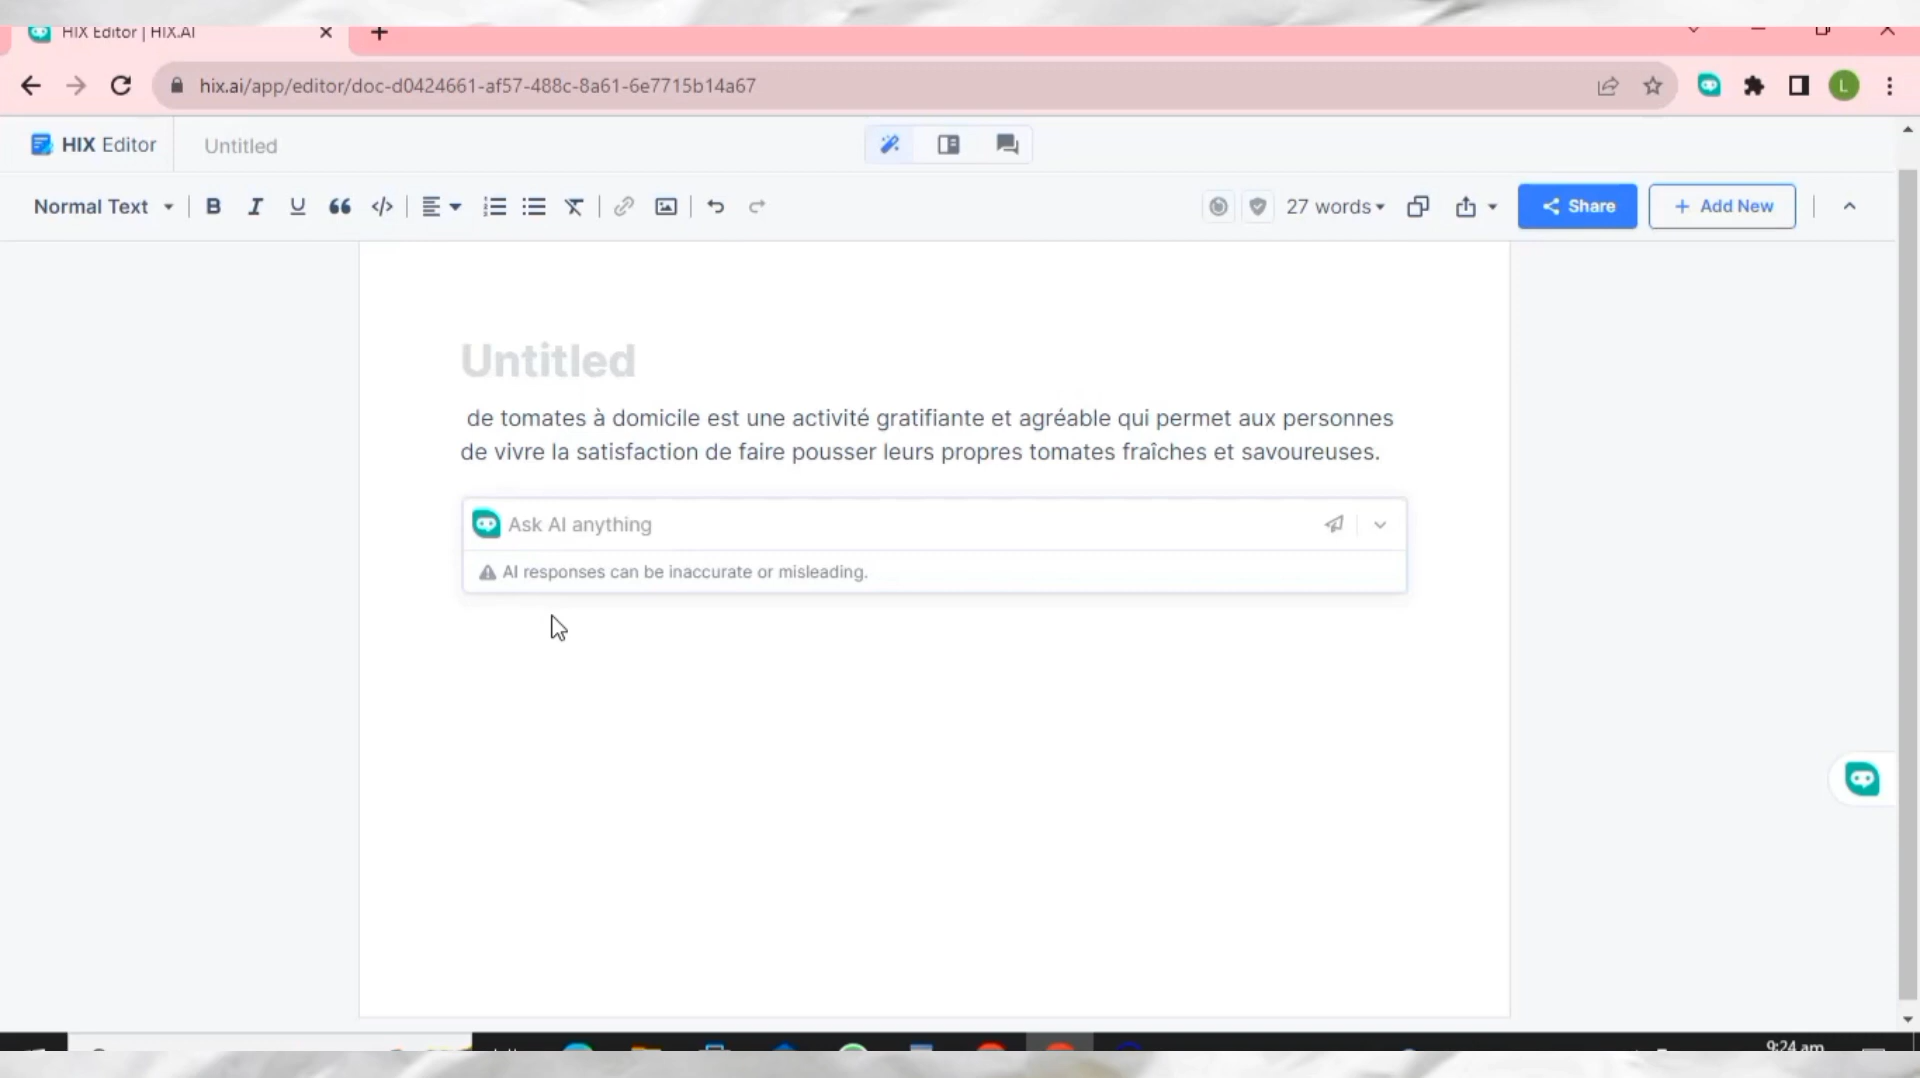 HIX Editor | HIX.AI
hix.ai/app/editor/doc-d0424661-af57-488c-8a61-6e7715b14a67
L
HIX Editor
Untitled
Normal Text
B
I
U
27 words
Share
+ Add New
Untitled
de tomates à domicile est une activité gratifiante et agréable qui permet aux personnes
de vivre la satisfaction de faire pousser leurs propres tomates fraîches et savoureuses.
Ask AI anything
AI responses can be inaccurate or misleading.
9:24 am